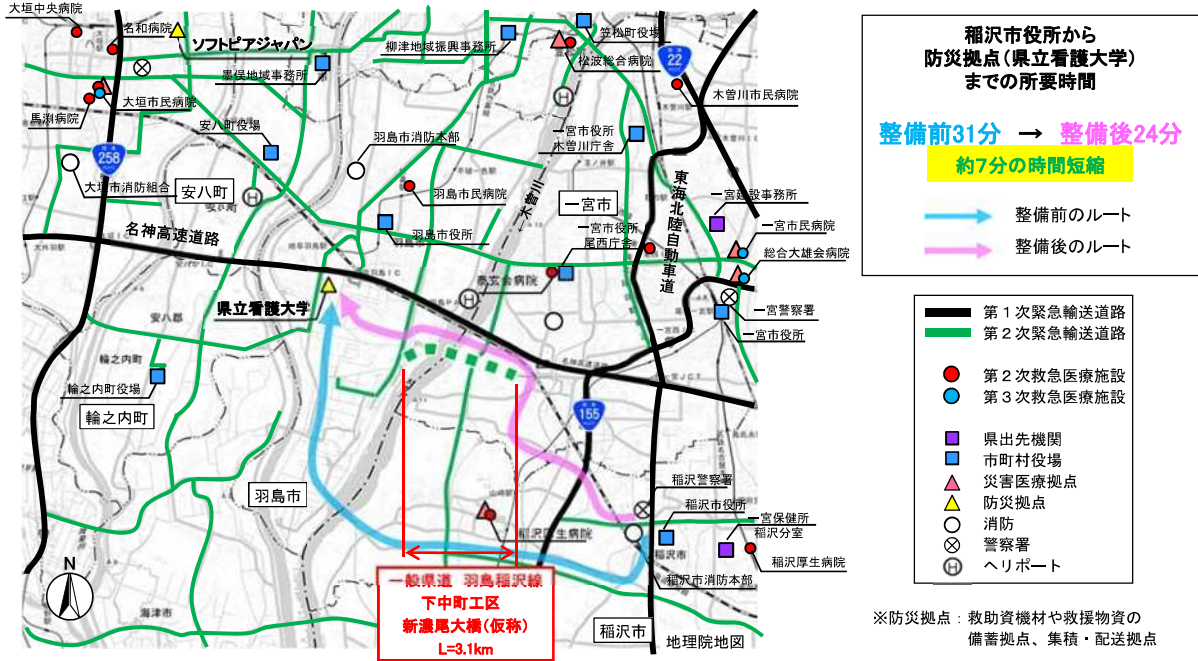 大垣中央病院
名和病院
ソフトピアジャパン
墨俣地域事務所
柳津地域振興事務所
笠松町役場
松波総合病院
22
木曽川市民病院
大垣市民病院
馬渕病院
安八町役場
羽島市消防本部
一宮市役所
木曽川庁舎
258
大垣市消防組合
安八町
羽島市民病院
木曽川
一宮市
東海北陸自動車道
一宮建設事務所
一宮市民病院
名神高速道路
羽島市役所
一宮市役所
尾西庁舎
総合大雄会病院
泰玄会病院
県立看護大学
一宮警察署
一宮市役所
安八郡
輪之内町
輪之内町役場
輪之内町
名神高速道路
155
羽島市
稲沢警察署
稲沢市役所
一宮保健所
稲沢分室
稲沢厚生病院
稲沢市
稲沢厚生病院
稲沢市消防本部
N
海津市
一般県道 羽島稲沢線
下中町工区
新濃尾大橋(仮称)
L=3.1km
稲沢市
地理院地図
稲沢市役所から
防災拠点(県立看護大学)
までの所要時間
整備前31分 → 整備後24分
約7分の時間短縮
整備前のルート
整備後のルート
第1次緊急輸送道路
第2次緊急輸送道路
第2次救急医療施設
第3次救急医療施設
県出先機関
市町村役場
災害医療拠点
防災拠点
消防
警察署
ヘリポート
※防災拠点:救助資機材や救援物資の
備蓄拠点、集積・配送拠点